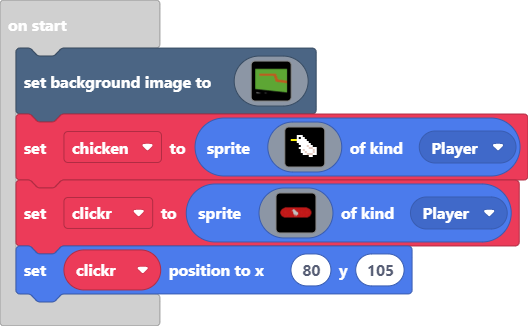 on start
set background image to
set chicken to sprite of kind Player
set clickr to sprite of kind Player
set clickr position to x 80 y 105